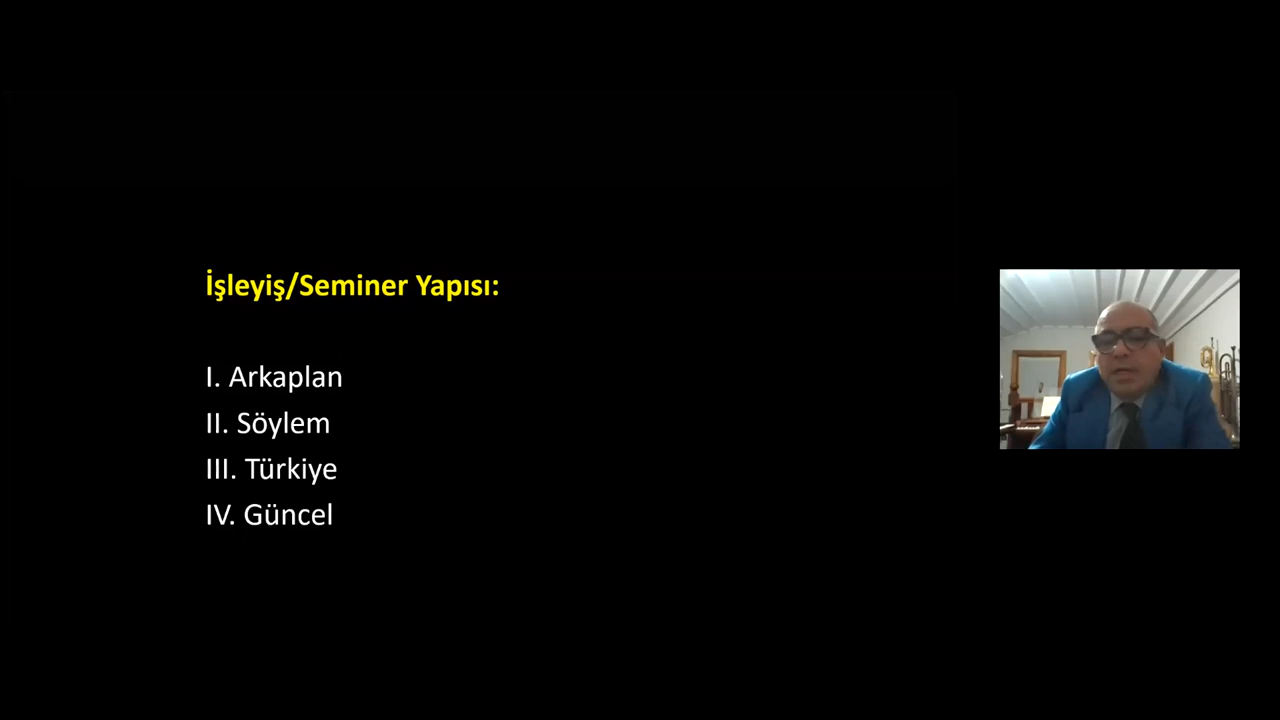 İşleyiş/Seminer Yapısı:
I. Arkaplan
II. Söylem
III. Türkiye
IV. Güncel